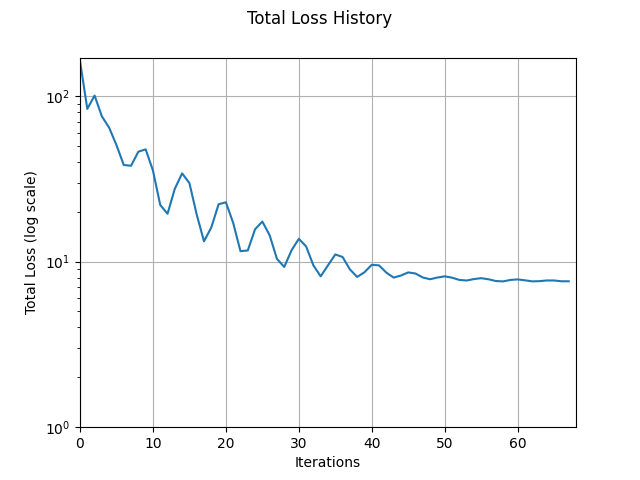 Total Loss History
Total Loss (log scale)
10²
10¹
10⁰
0 10 20 30 40 50 60
Iterations